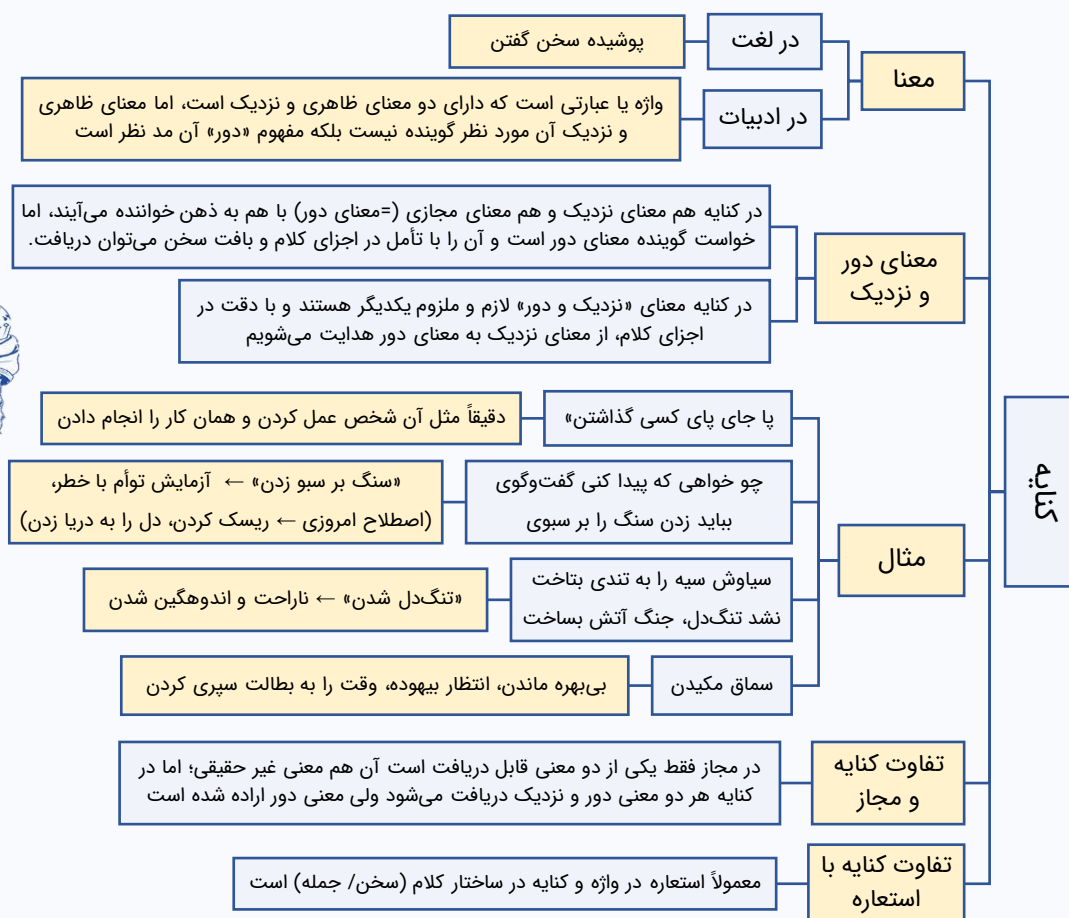 کنایه
معنا
در لغت
پوشیده سخن گفتن
در ادبیات
واژه یا عبارتی است که دارای دو معنای ظاهری و نزدیک است، اما معنای ظاهری
و نزدیک آن مورد نظر گوینده نیست بلکه مفهوم «دور» آن مد نظر است
معنای دور
و نزدیک
در کنایه هم معنای نزدیک و هم معنای مجازی (=معنای دور) با هم به ذهن خواننده می‌آیند، اما
خواست گوینده معنای دور است و آن را با تأمل در اجزای کلام و بافت سخن می‌توان دریافت.
در کنایه معنای «نزدیک و دور» لازم و ملزوم یکدیگر هستند و با دقت در
اجزای کلام، از معنای نزدیک به معنای دور هدایت می‌شویم
مثال
پا جای پای کسی گذاشتن»
دقیقاً مثل آن شخص عمل کردن و همان کار را انجام دادن
چو خواهی که پیدا کنی گفت‌وگوی
بباید زدن سنگ را بر سبوی
«سنگ بر سبو زدن» ← آزمایش توأم با خطر،
(اصطلاح امروزی ← ریسک کردن، دل را به دریا زدن)
سیاوش سیه را به تندی بتاخت
نشد تنگ‌دل، جنگ آتش بساخت
«تنگ‌دل شدن» ← ناراحت و اندوهگین شدن
سماق مکیدن
بی‌بهره ماندن، انتظار بیهوده، وقت را به بطالت سپری کردن
تفاوت کنایه
و مجاز
در مجاز فقط یکی از دو معنی قابل دریافت است آن هم معنی غیر حقیقی؛ اما در
کنایه هر دو معنی دور و نزدیک دریافت می‌شود ولی معنی دور اراده شده است
تفاوت کنایه با
استعاره
معمولاً استعاره در واژه و کنایه در ساختار کلام (سخن/ جمله) است